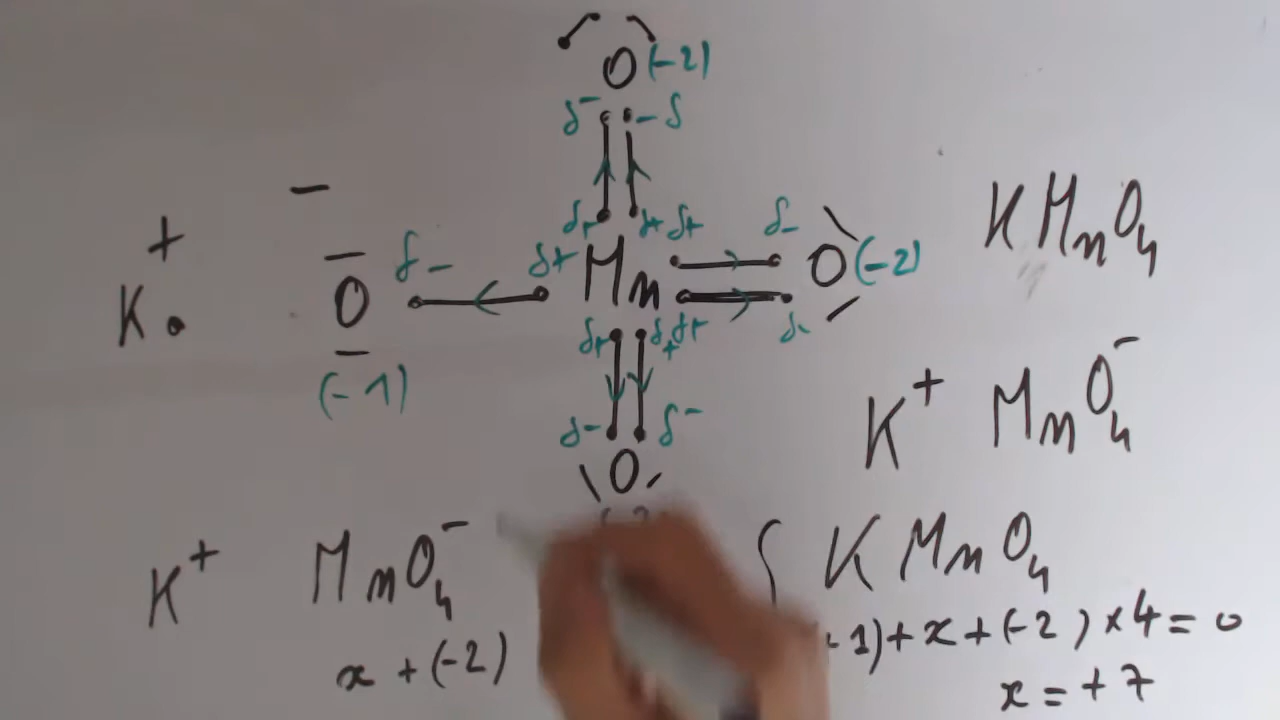 O (-2)
δ- -δ
δ+ δ+ δ+ δ-
K+ • O - δ- δ+ Mn O (-2)
(-1) δ+ δ+ δ+ δ-
δ- δ-
O
KMnO4
K+ MnO4-
K+ MnO4-
x + (-2)
{ KMnO4
1)+x+(-2)×4=0
x=+7